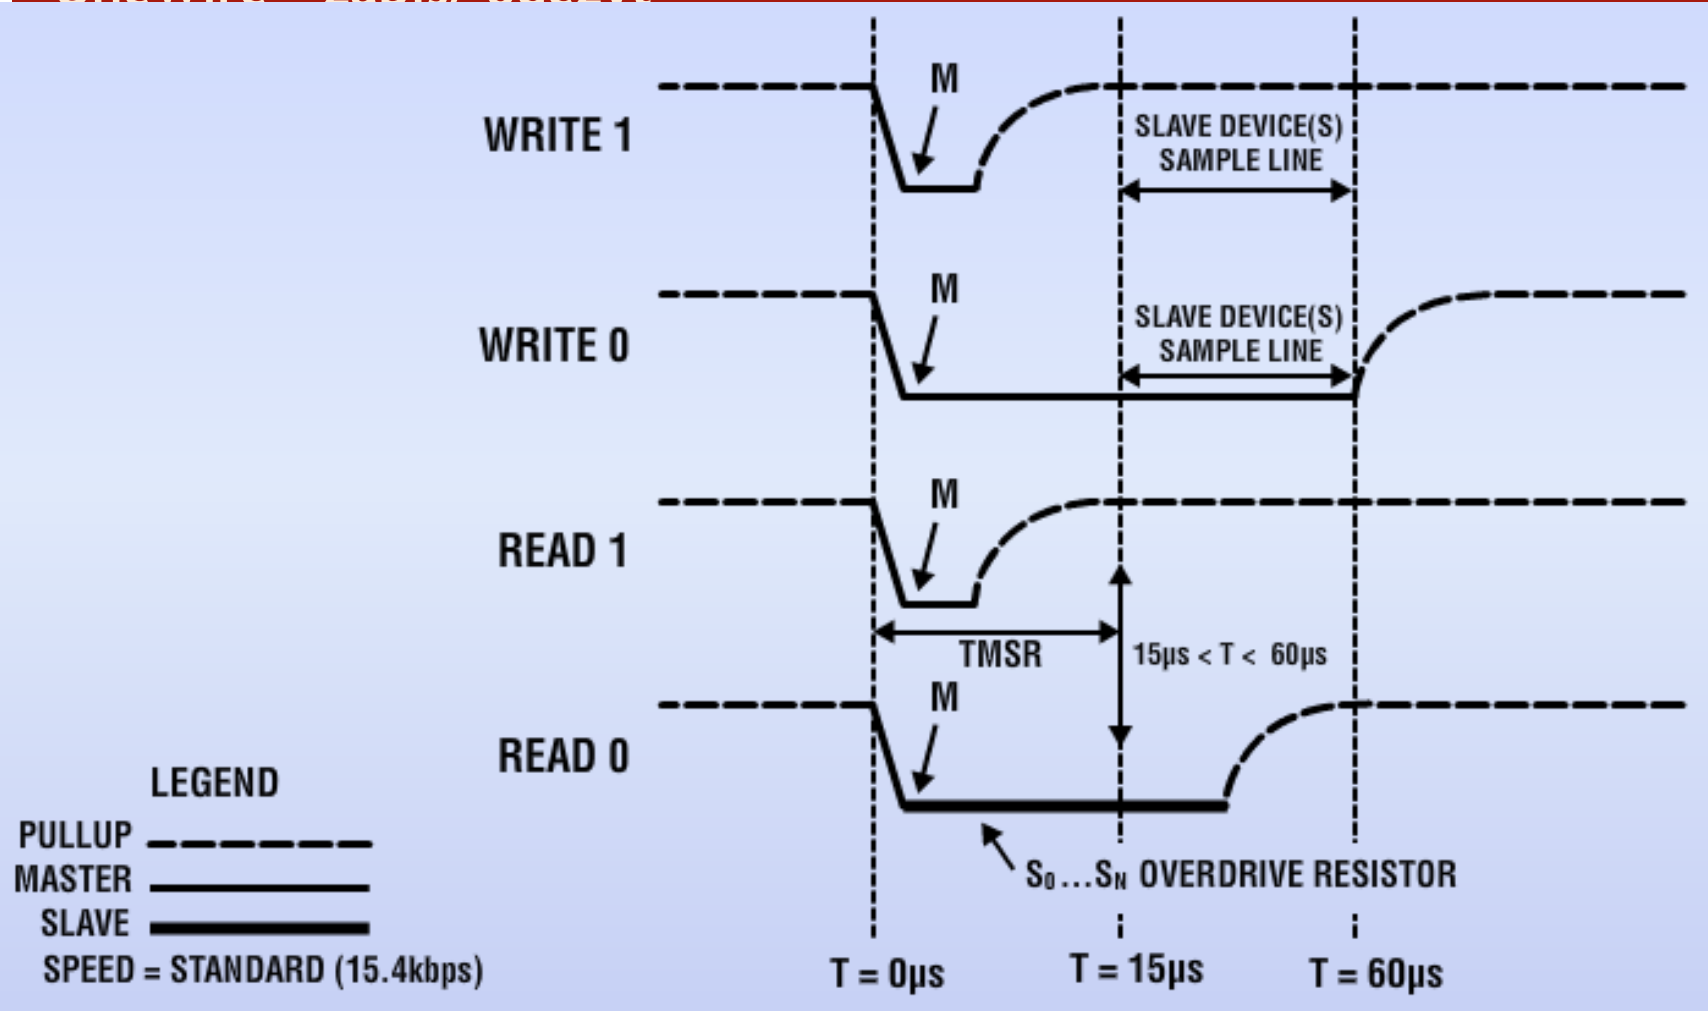 M
WRITE 1
SLAVE DEVICE(S)
SAMPLE LINE
M
WRITE 0
SLAVE DEVICE(S)
SAMPLE LINE
M
READ 1
TMSR
15µs < T < 60µs
M
READ 0
LEGEND
PULLUP
MASTER
SLAVE
SPEED = STANDARD (15.4kbps)
S0...SN OVERDRIVE RESISTOR
T = 0µs
T = 15µs
T = 60µs